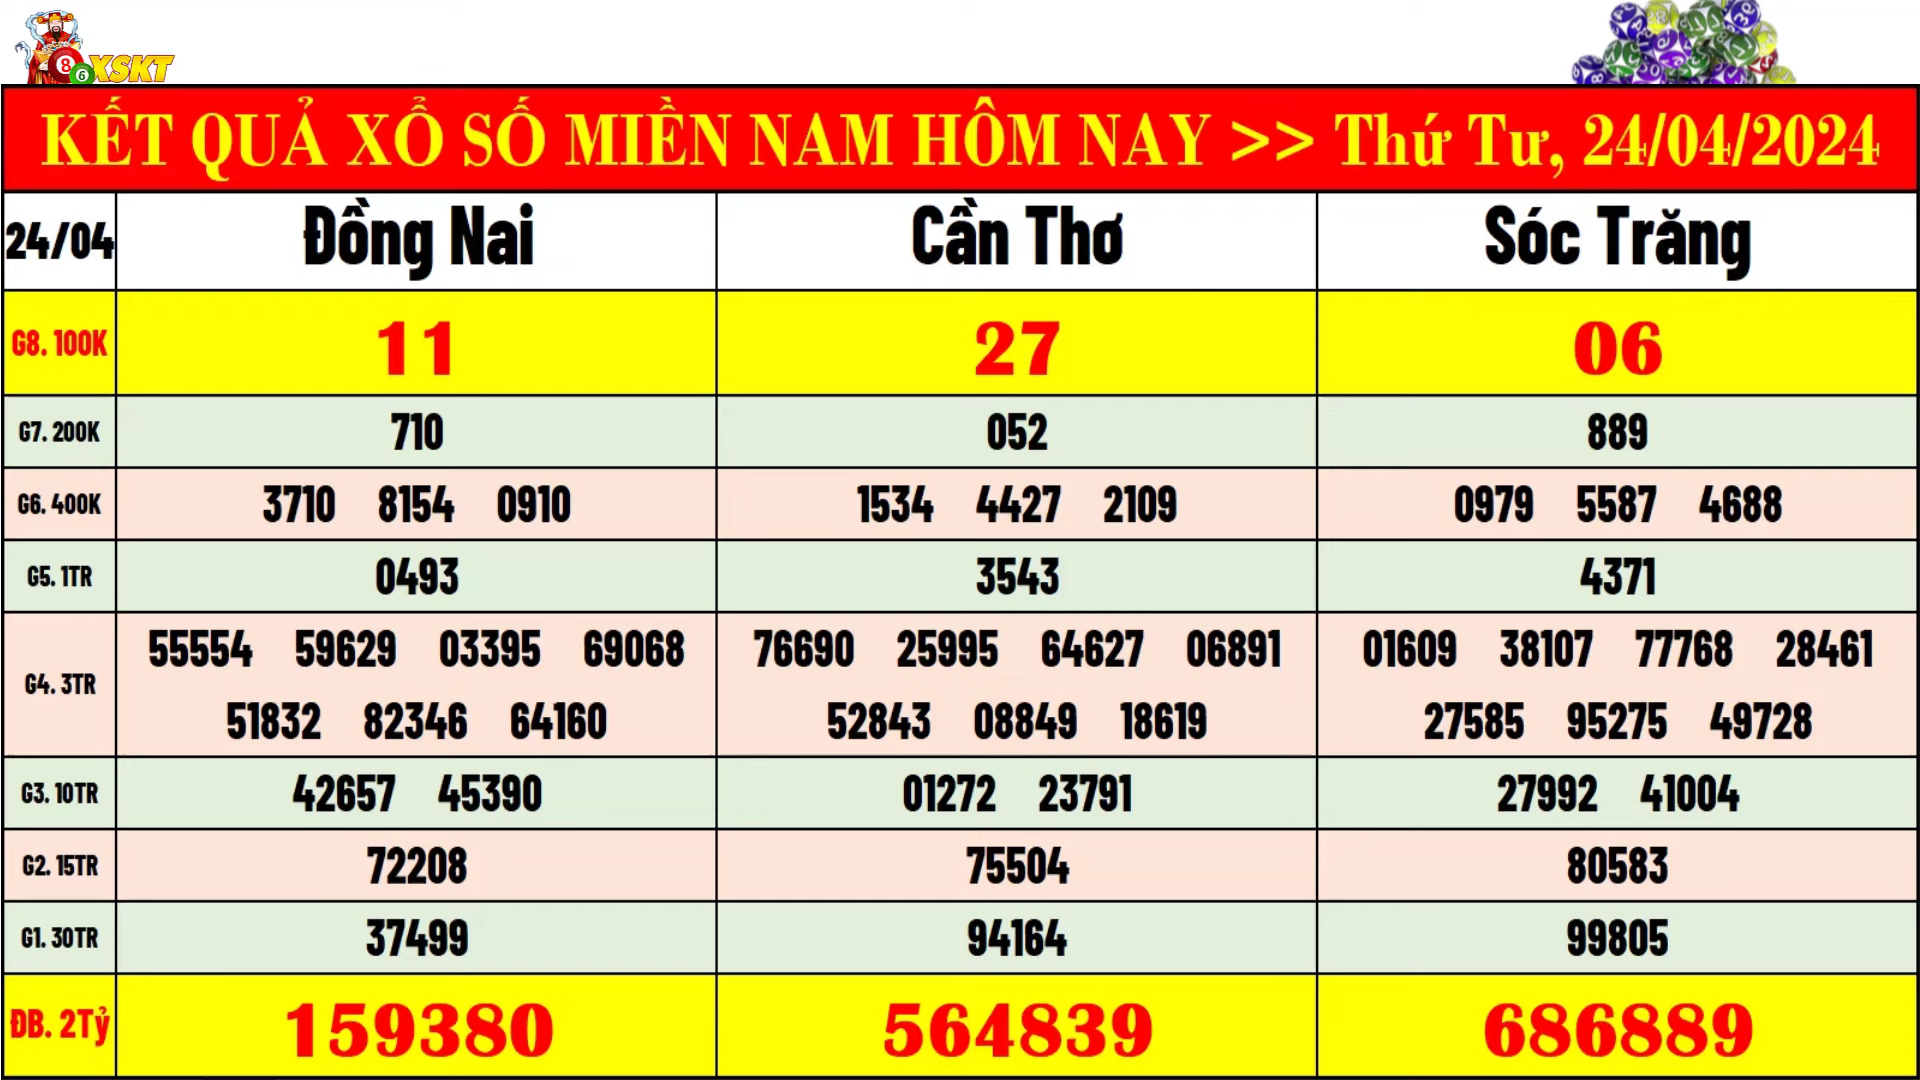 8 6 XSKT
KẾT QUẢ XỔ SỐ MIỀN NAM HÔM NAY >> Thứ Tư, 24/04/2024
24/04 Đồng Nai Cần Thơ Sóc Trăng
G8. 100K 11 27 06
G7. 200K 710 052 889
G6. 400K 3710 8154 0910 1534 4427 2109 0979 5587 4688
G5. 1TR 0493 3543 4371
55554 59629 03395 69068 76690 25995 64627 06891 01609 38107 77768 28461
G4. 3TR
51832 82346 64160 52843 08849 18619 27585 95275 49728
G3. 10TR 42657 45390 01272 23791 27992 41004
G2. 15TR 72208 75504 80583
G1. 30TR 37499 94164 99805
ĐB. 2Tỷ 159380 564839 686889